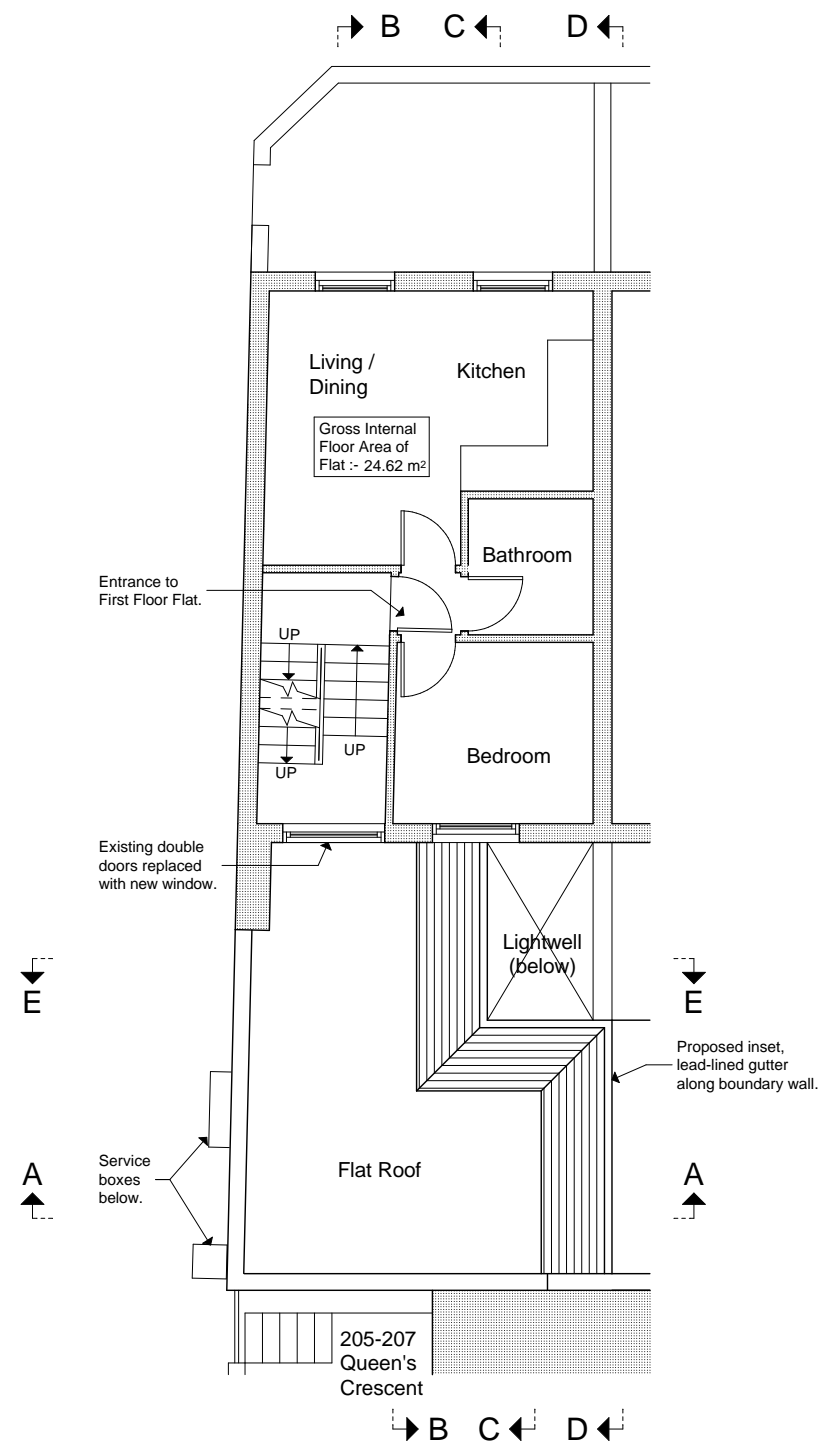 B C D
Living /
Dining
Kitchen
Gross Internal
Floor Area of
Flat :- 24.62 m²
Bathroom
Entrance to
First Floor Flat.
UP
UP
UP
Bedroom
Existing double
doors replaced
with new window.
Lightwell
(below)
E E
Proposed inset,
lead-lined gutter
along boundary wall.
Service
boxes
below.
Flat Roof
A A
205-207
Queen's
Crescent
B C D